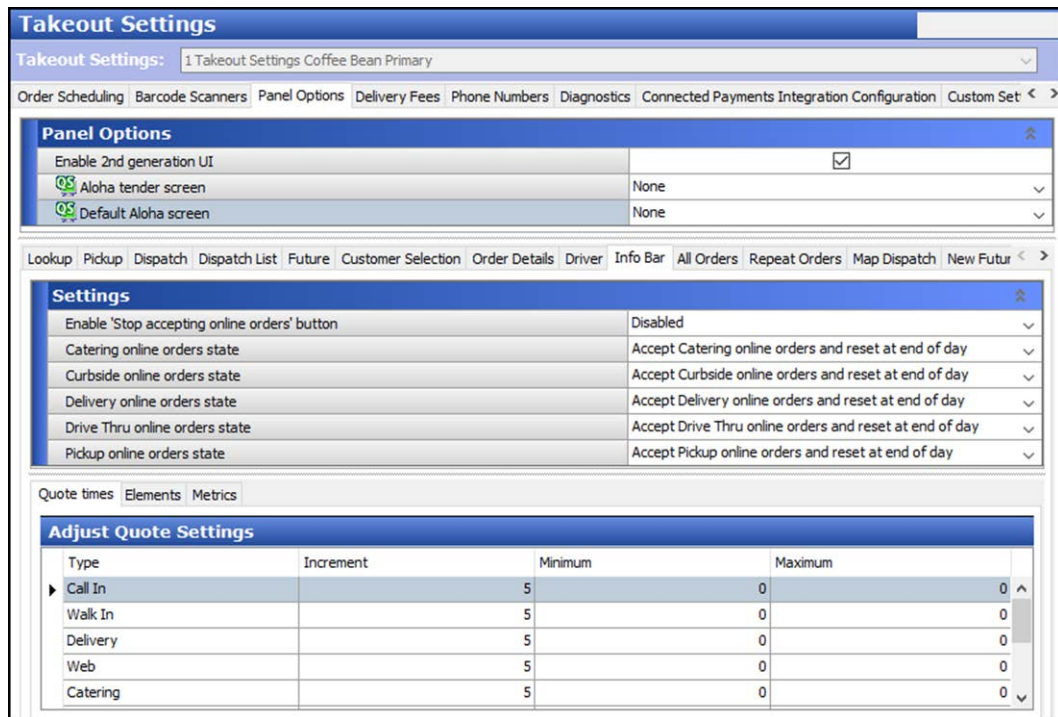 Takeout Settings
Takeout Settings: 1 Takeout Settings Coffee Bean Primary
Order Scheduling Barcode Scanners Panel Options Delivery Fees Phone Numbers Diagnostics Connected Payments Integration Configuration Custom Set
Panel Options
Enable 2nd generation UI
QS Aloha tender screen None
QS Default Aloha screen None
Lookup Pickup Dispatch Dispatch List Future Customer Selection Order Details Driver Info Bar All Orders Repeat Orders Map Dispatch New Futur
Settings
Enable 'Stop accepting online orders' button Disabled
Catering online orders state Accept Catering online orders and reset at end of day
Curbside online orders state Accept Curbside online orders and reset at end of day
Delivery online orders state Accept Delivery online orders and reset at end of day
Drive Thru online orders state Accept Drive Thru online orders and reset at end of day
Pickup online orders state Accept Pickup online orders and reset at end of day
Quote times Elements Metrics
Adjust Quote Settings
Type Increment Minimum Maximum
Call In 5 0 0
Walk In 5 0 0
Delivery 5 0 0
Web 5 0 0
Catering 5 0 0